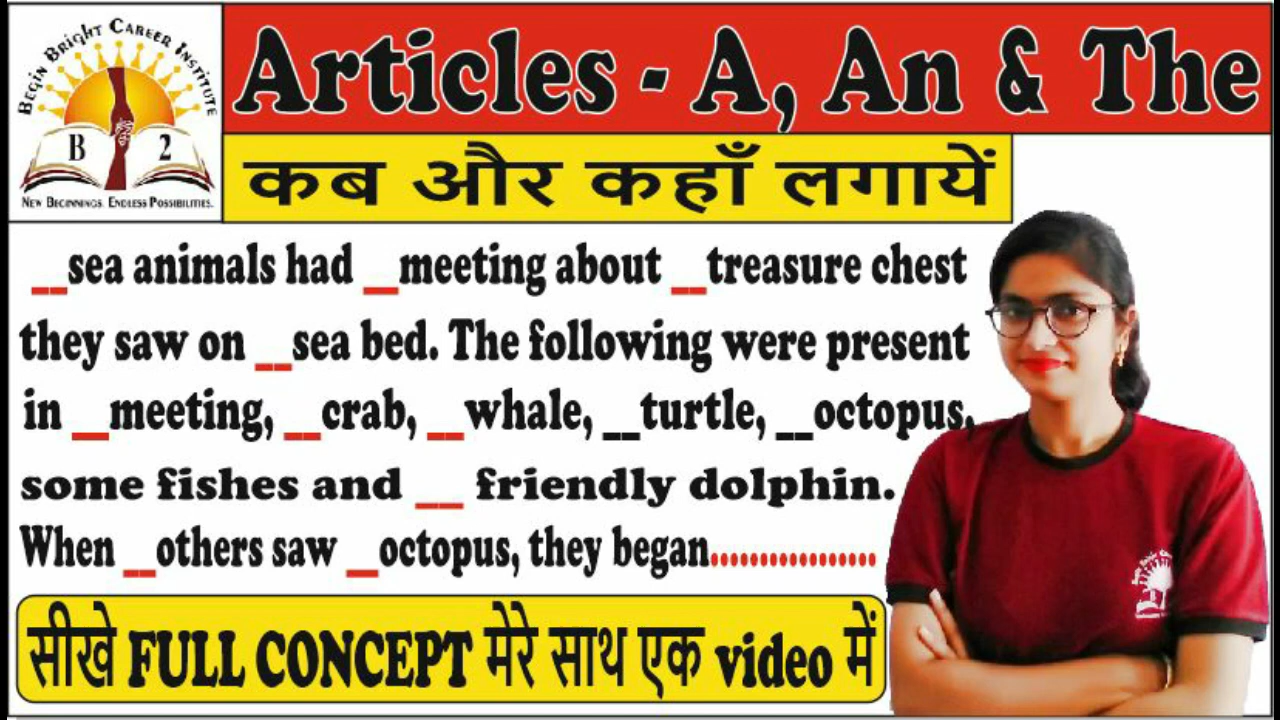 BEGIN BRIGHT CAREER INSTITUTE
B 2
NEW BEGINNINGS. ENDLESS POSSIBILITIES.
Articles - A, An & The
कब और कहाँ लगायें
__sea animals had __meeting about __treasure chest
they saw on __sea bed. The following were present
in __meeting, __crab, __whale, __turtle, __octopus,
some fishes and __ friendly dolphin.
When __others saw __octopus, they began.................
सीखे FULL CONCEPT मेरे साथ एक video में